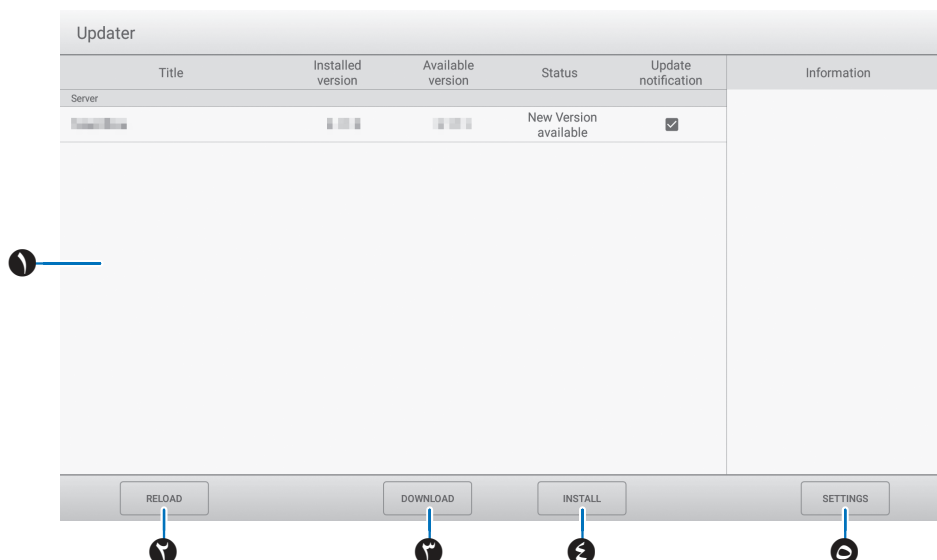 Updater
Title
Installed version
Available version
Status
Update notification
Information
Server
New Version available
١
RELOAD
DOWNLOAD
INSTALL
SETTINGS
٢
٣
٤
٥